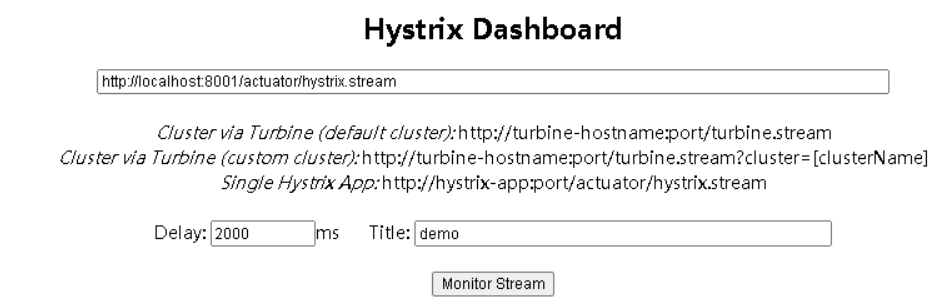 Hystrix Dashboard
http://localhost:8001/actuator/hystrix.stream
Cluster via Turbine (default cluster): http://turbine-hostname:port/turbine.stream
Cluster via Turbine (custom cluster): http://turbine-hostname:port/turbine.stream?cluster=[clusterName]
Single Hystrix App: http://hystrix-app:port/actuator/hystrix.stream
Delay: 2000 ms Title: demo
Monitor Stream